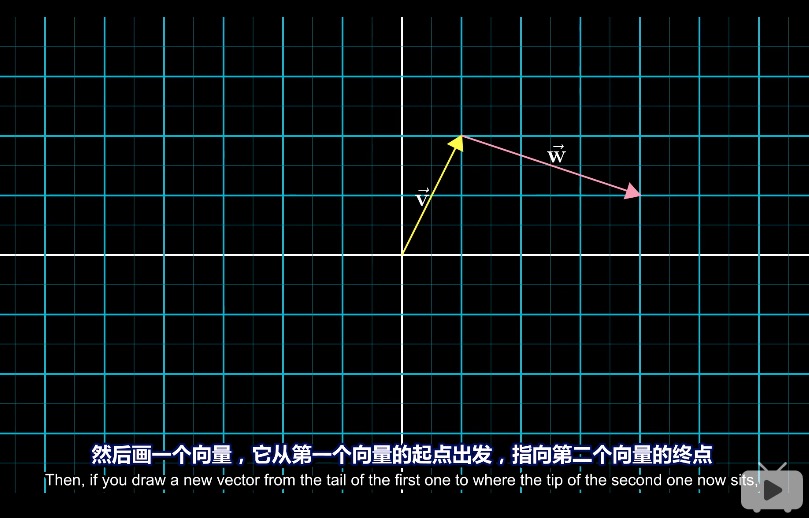 w⃗
v⃗
然后画一个向量，它从第一个向量的起点出发，指向第二个向量的终点
Then, if you draw a new vector from the tail of the first one to where the tip of the second one now sits,